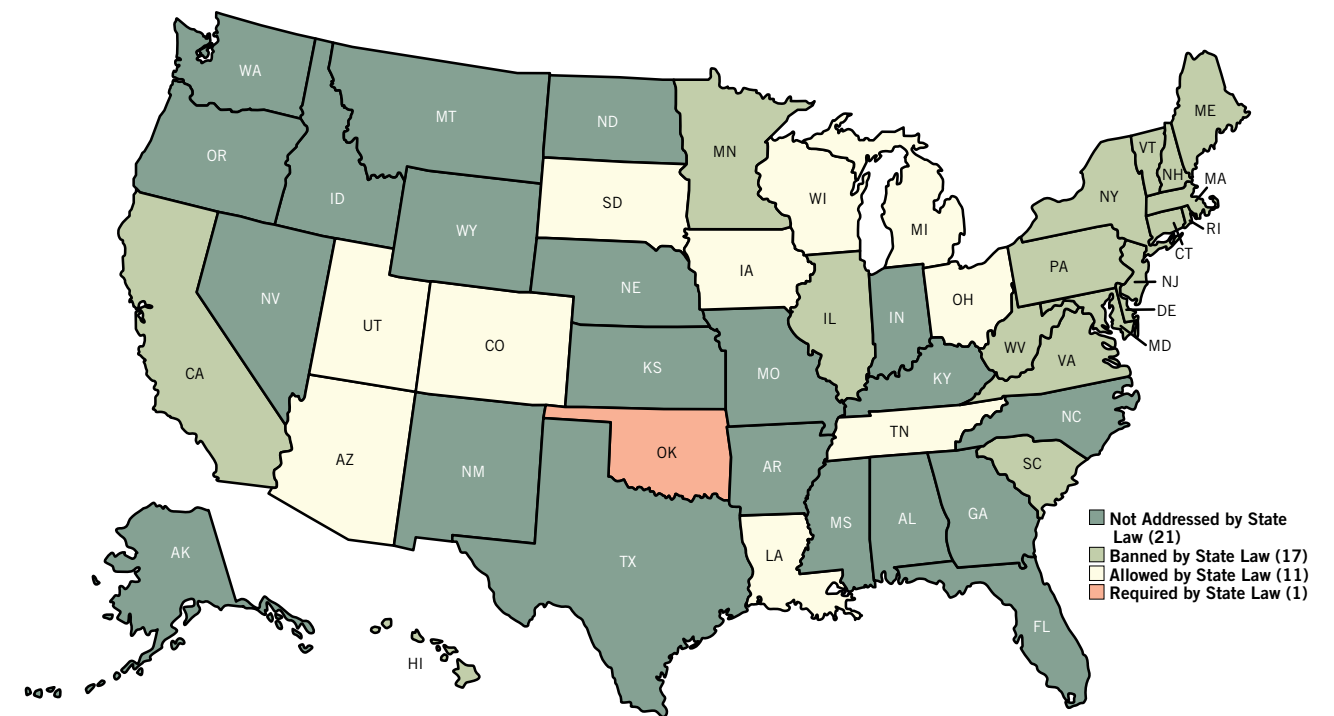 WA
MT
ND
MN
ME
VT
NH
MA
OR
ID
SD
WI
NY
WY
MI
RI
CT
IA
PA
NE
NJ
NV
OH
DE
UT
IL
IN
CO
WV
MD
VA
KS
CA
MO
KY
NC
TN
OK
AZ
NM
AR
SC
MS
AL
GA
Not Addressed by State
Law (21)
Banned by State Law (17)
Allowed by State Law (11)
Required by State Law (1)
AK
TX
LA
FL
HI